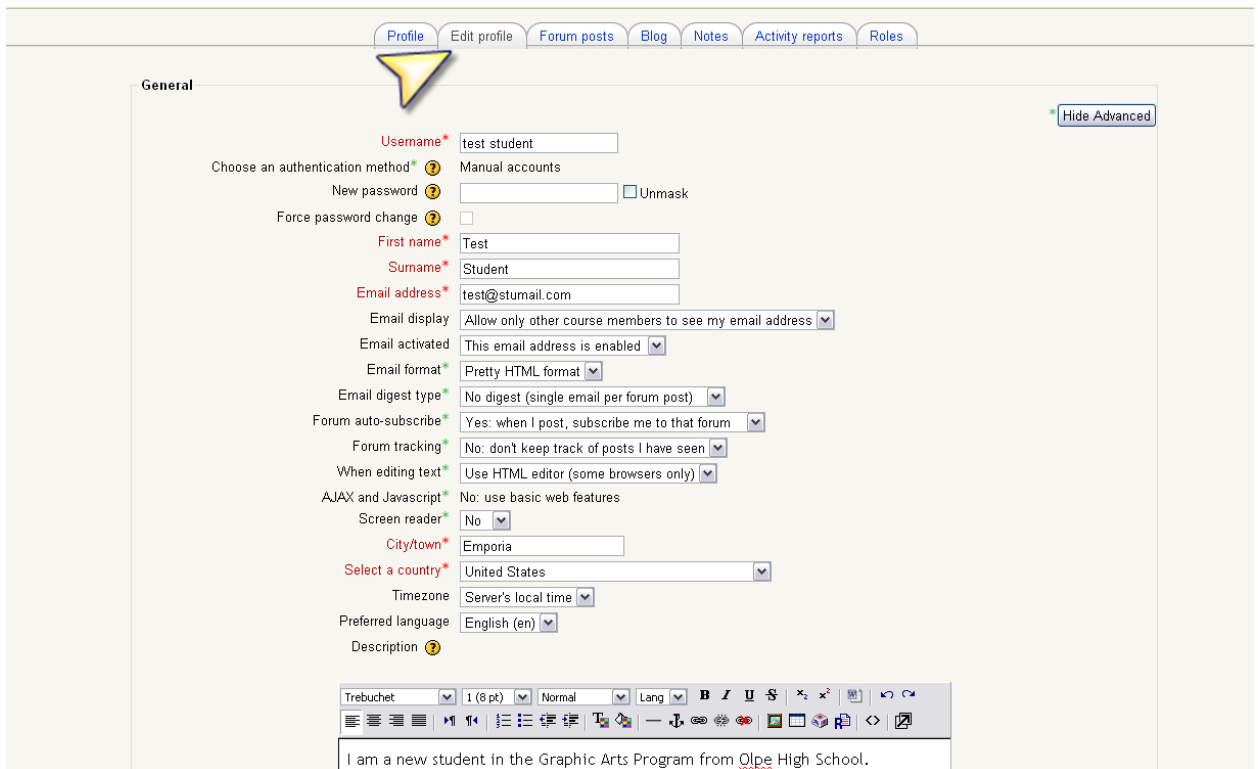 Profile Edit profile Forum posts Blog Notes Activity reports Roles
General
* Hide Advanced
Username* test student
Choose an authentication method* ? Manual accounts
New password ? Unmask
Force password change ?
First name* Test
Surname* Student
Email address* test@stumail.com
Email display Allow only other course members to see my email address
Email activated This email address is enabled
Email format* Pretty HTML format
Email digest type* No digest (single email per forum post)
Forum auto-subscribe* Yes: when I post, subscribe me to that forum
Forum tracking* No: don't keep track of posts I have seen
When editing text* Use HTML editor (some browsers only)
AJAX and Javascript* No: use basic web features
Screen reader* No
City/town* Emporia
Select a country* United States
Timezone Server's local time
Preferred language English (en)
Description ?
Trebuchet 1 (8 pt) Normal Lang B I U S x₂ x²
I am a new student in the Graphic Arts Program from Olpe High School.